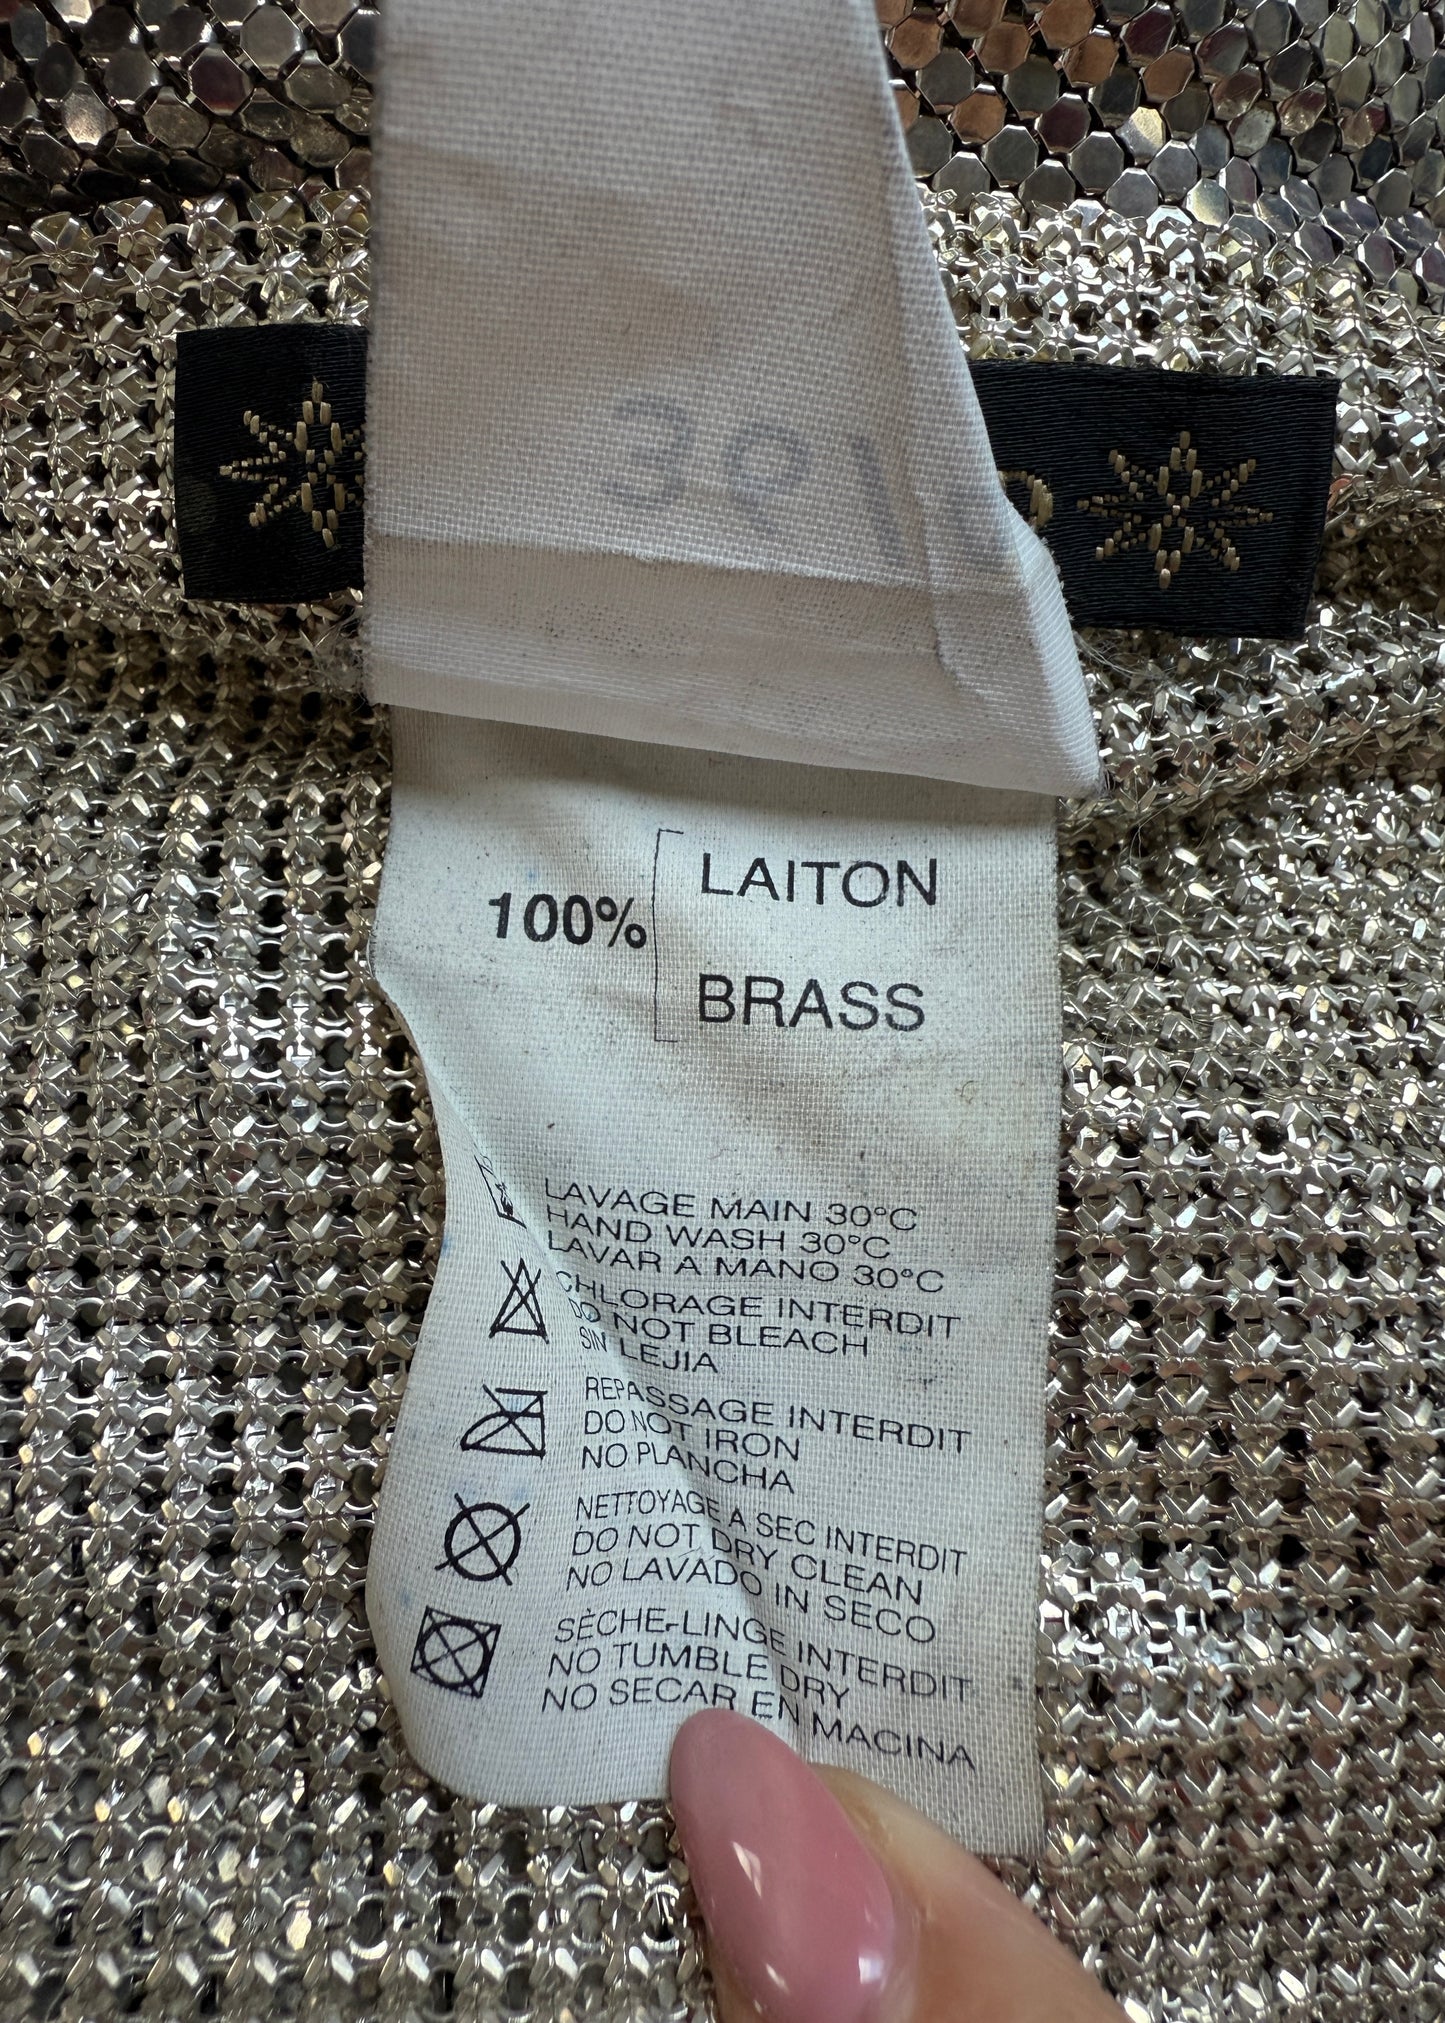 100%
LAITON
BRASS
LAVAGE MAIN 30°C
HAND WASH 30°C
LAVAR A MANO 30°C
CHLORAGE INTERDIT
DO NOT BLEACH
SIN LEJIA
REPASSAGE INTERDIT
DO NOT IRON
NO PLANCHA
NETTOYAGE A SEC INTERDIT
DO NOT DRY CLEAN
NO LAVADO IN SECO
SÈCHE-LINGE INTERDIT
NO TUMBLE DRY
NO SECAR EN MACINA